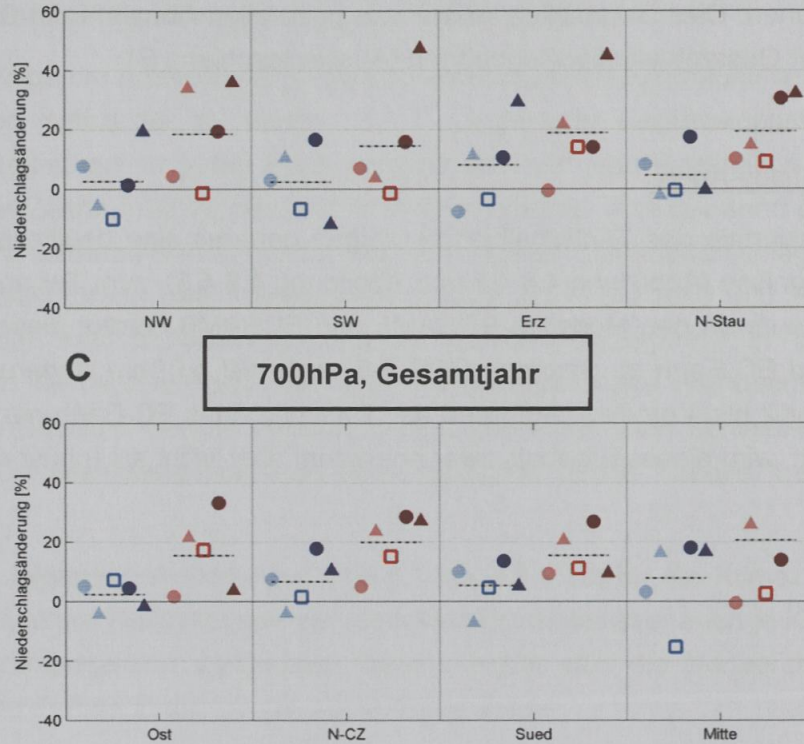 60
40
20
0
-20
-40
Niederschlagsänderung [%]
NW SW Erz N-Stau
C
700hPa, Gesamtjahr
60
40
20
0
-20
-40
Niederschlagsänderung [%]
Ost N-CZ Sued Mitte